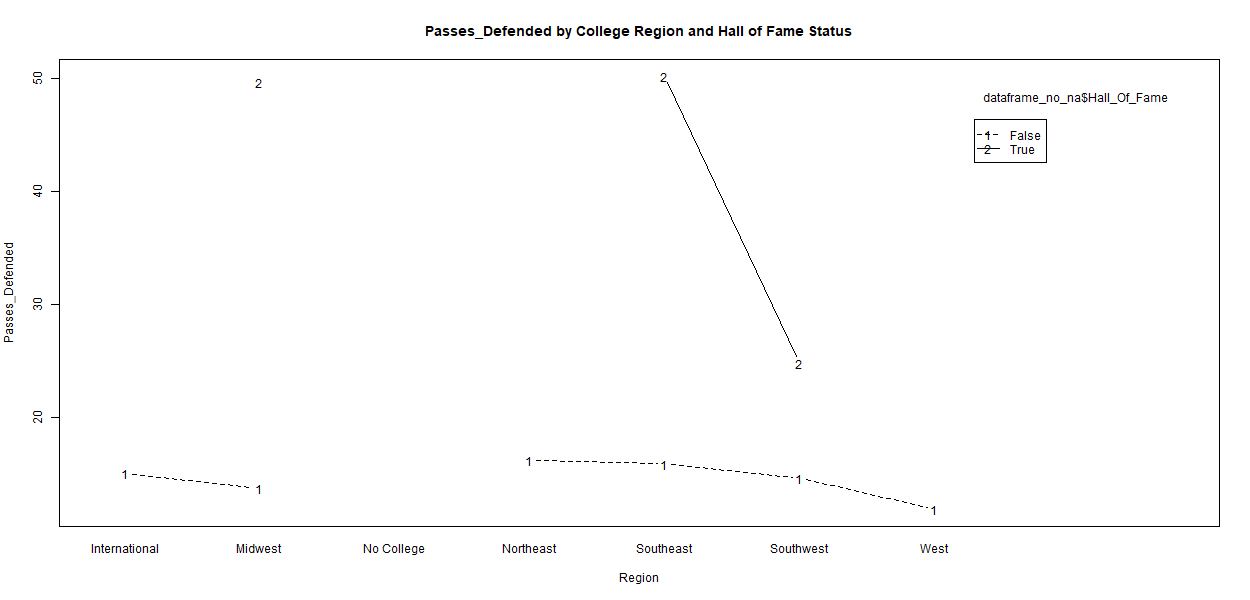 Passes_Defended by College Region and Hall of Fame Status
Passes_Defended
50
40
30
20
2
2
2
1
1
1
1
1
1
dataframe_no_na$Hall_Of_Fame
1 False
2 True
International Midwest No College Northeast Southeast Southwest West
Region